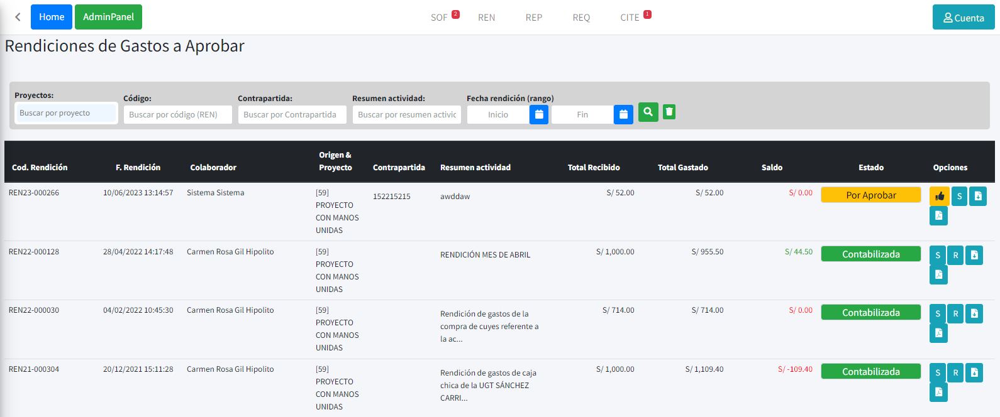 Home AdminPanel SOF 2 REN REP REQ CITE 1 Cuenta
Rendiciones de Gastos a Aprobar
Proyectos: Código: Contrapartida: Resumen actividad: Fecha rendición (rango)
Buscar por proyecto Buscar por código (REN) Buscar por Contrapartida Buscar por resumen activic Inicio Fin
Origen &
Cod. Rendición F. Rendición Colaborador Proyecto Contrapartida Resumen actividad Total Recibido Total Gastado Saldo Estado Opciones
REN23-000266 10/06/2023 13:14:57 Sistema Sistema [59] 152215215 awddaw S/ 52.00 S/ 52.00 S/ 0.00 Por Aprobar S
PROYECTO
CON MANOS
UNIDAS
REN22-000128 28/04/2022 14:17:48 Carmen Rosa Gil Hipolito [59] RENDICIÓN MES DE ABRIL S/ 1,000.00 S/ 955.50 S/ 44.50 Contabilizada S R
PROYECTO
CON MANOS
UNIDAS
REN22-000030 04/02/2022 10:45:30 Carmen Rosa Gil Hipolito [59] Rendición de gastos de la S/ 714.00 S/ 714.00 S/ 0.00 Contabilizada S R
PROYECTO compra de cuyes referente a
CON MANOS la ac...
UNIDAS
REN21-000304 20/12/2021 15:11:28 Carmen Rosa Gil Hipolito [59] Rendición de gastos de caja S/ 1,000.00 S/ 1,109.40 S/ -109.40 Contabilizada S R
PROYECTO chica de la UGT SÁNCHEZ
CON MANOS CARRI...
UNIDAS